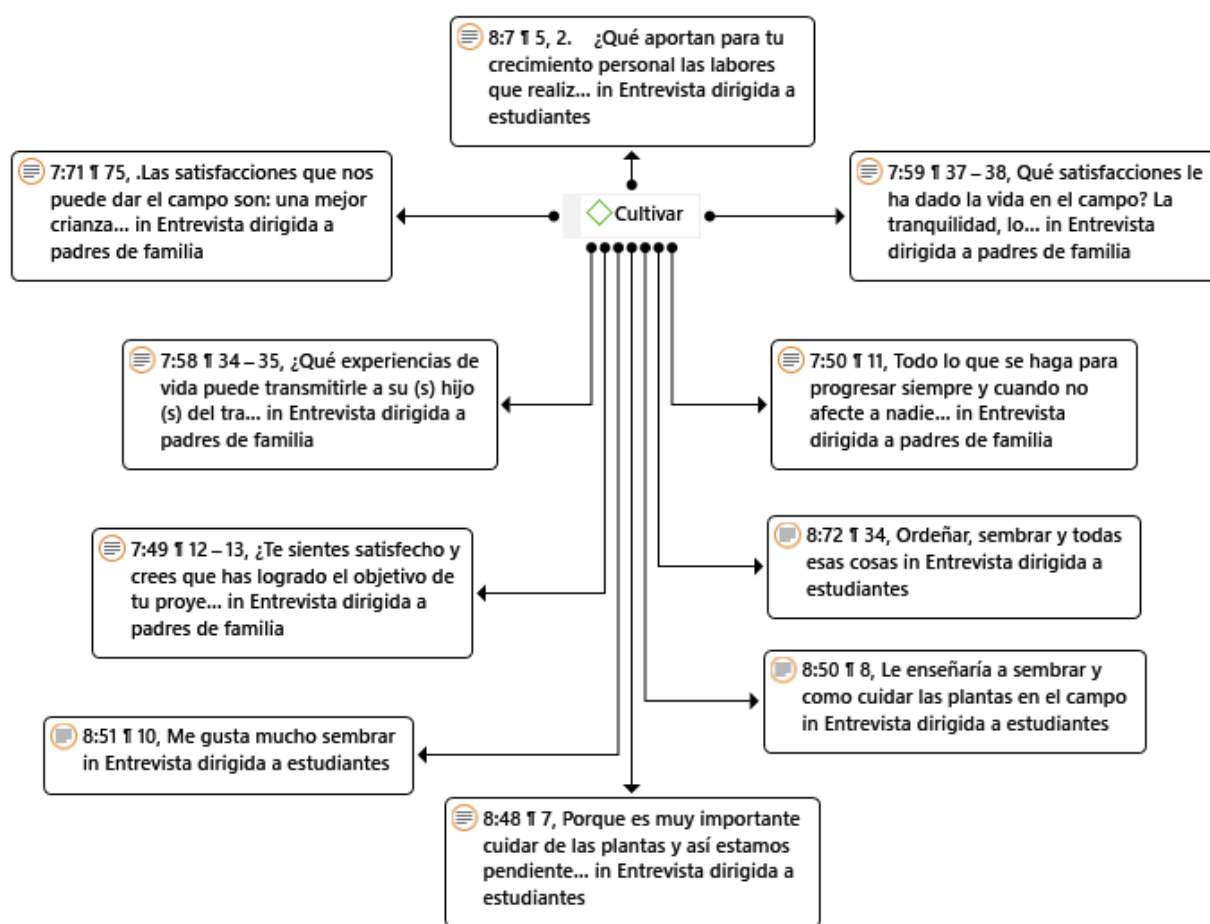 8:7 ¶ 5, 2. ¿Qué aportan para tu
crecimiento personal las labores
que realiz... in Entrevista dirigida a
estudiantes
7:71 ¶ 75, .Las satisfacciones que nos
puede dar el campo son: una mejor
crianza... in Entrevista dirigida a
padres de familia
Cultivar
7:59 ¶ 37 – 38, Qué satisfacciones le
ha dado la vida en el campo? La
tranquilidad, lo... in Entrevista
dirigida a padres de familia
7:58 ¶ 34 – 35, ¿Qué experiencias de
vida puede transmitirle a su (s) hijo
(s) del tra... in Entrevista dirigida a
padres de familia
7:50 ¶ 11, Todo lo que se haga para
progresar siempre y cuando no
afecte a nadie... in Entrevista
dirigida a padres de familia
7:49 ¶ 12 – 13, ¿Te sientes satisfecho y
crees que has logrado el objetivo de
tu proye... in Entrevista dirigida a
padres de familia
8:72 ¶ 34, Ordeñar, sembrar y todas
esas cosas in Entrevista dirigida a
estudiantes
8:50 ¶ 8, Le enseñaría a sembrar y
como cuidar las plantas en el campo
in Entrevista dirigida a estudiantes
8:51 ¶ 10, Me gusta mucho sembrar
in Entrevista dirigida a estudiantes
8:48 ¶ 7, Porque es muy importante
cuidar de las plantas y así estamos
pendiente... in Entrevista dirigida a
estudiantes